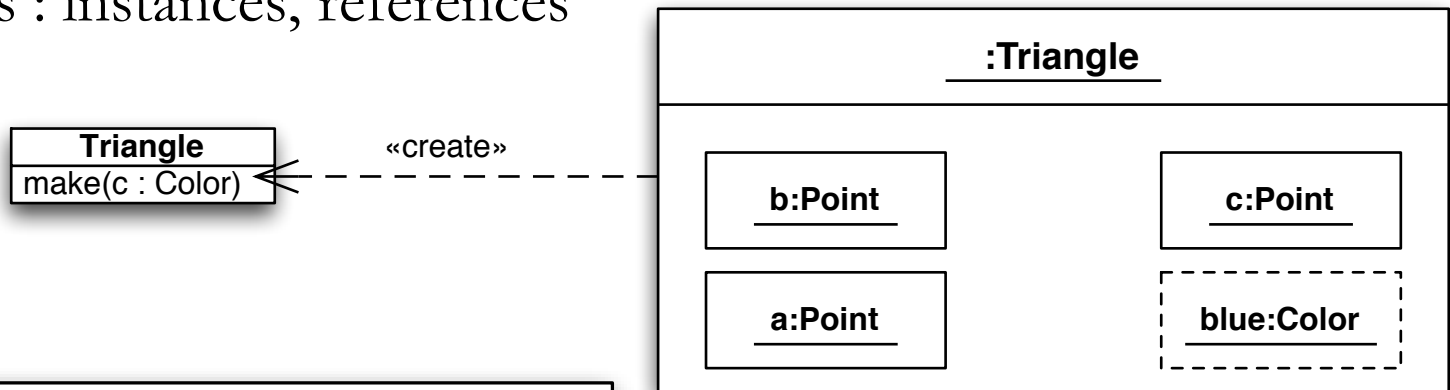 : instances, references
:Triangle
Triangle
make(c : Color)
«create»
b:Point
c:Point
a:Point
blue:Color